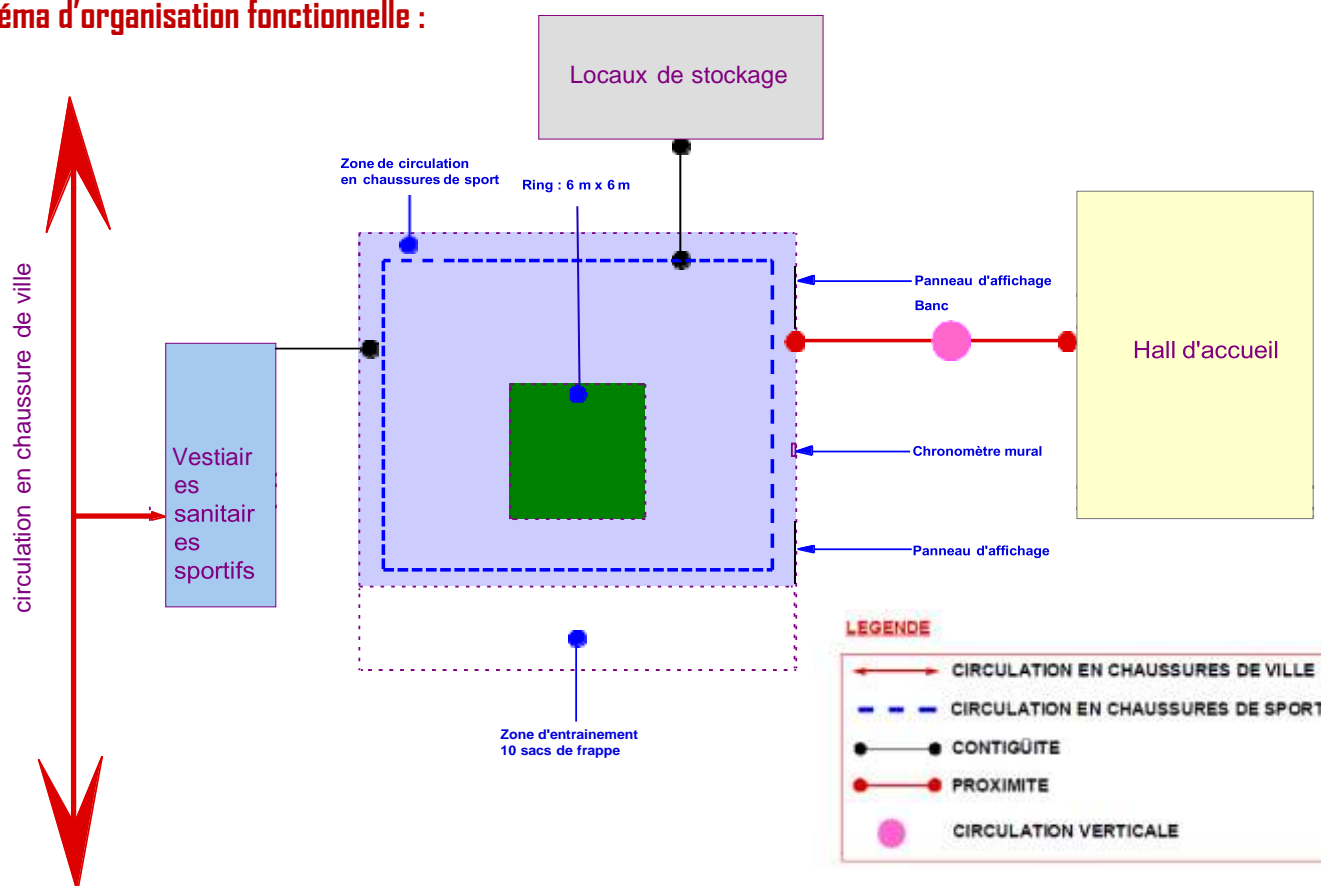 éma d'organisation fonctionnelle :
Locaux de stockage
Zone de circulation
en chaussures de sport
Ring : 6 m x 6 m
circulation en chaussure de ville
Panneau d'affichage
Banc
Hall d'accueil
Vestiair
es
sanitair
es
sportifs
Chronomètre mural
Panneau d'affichage
Zone d'entrainement
10 sacs de frappe
LEGENDE
CIRCULATION EN CHAUSSURES DE VILLE
CIRCULATION EN CHAUSSURES DE SPORT
CONTIGÜITE
PROXIMITE
CIRCULATION VERTICALE